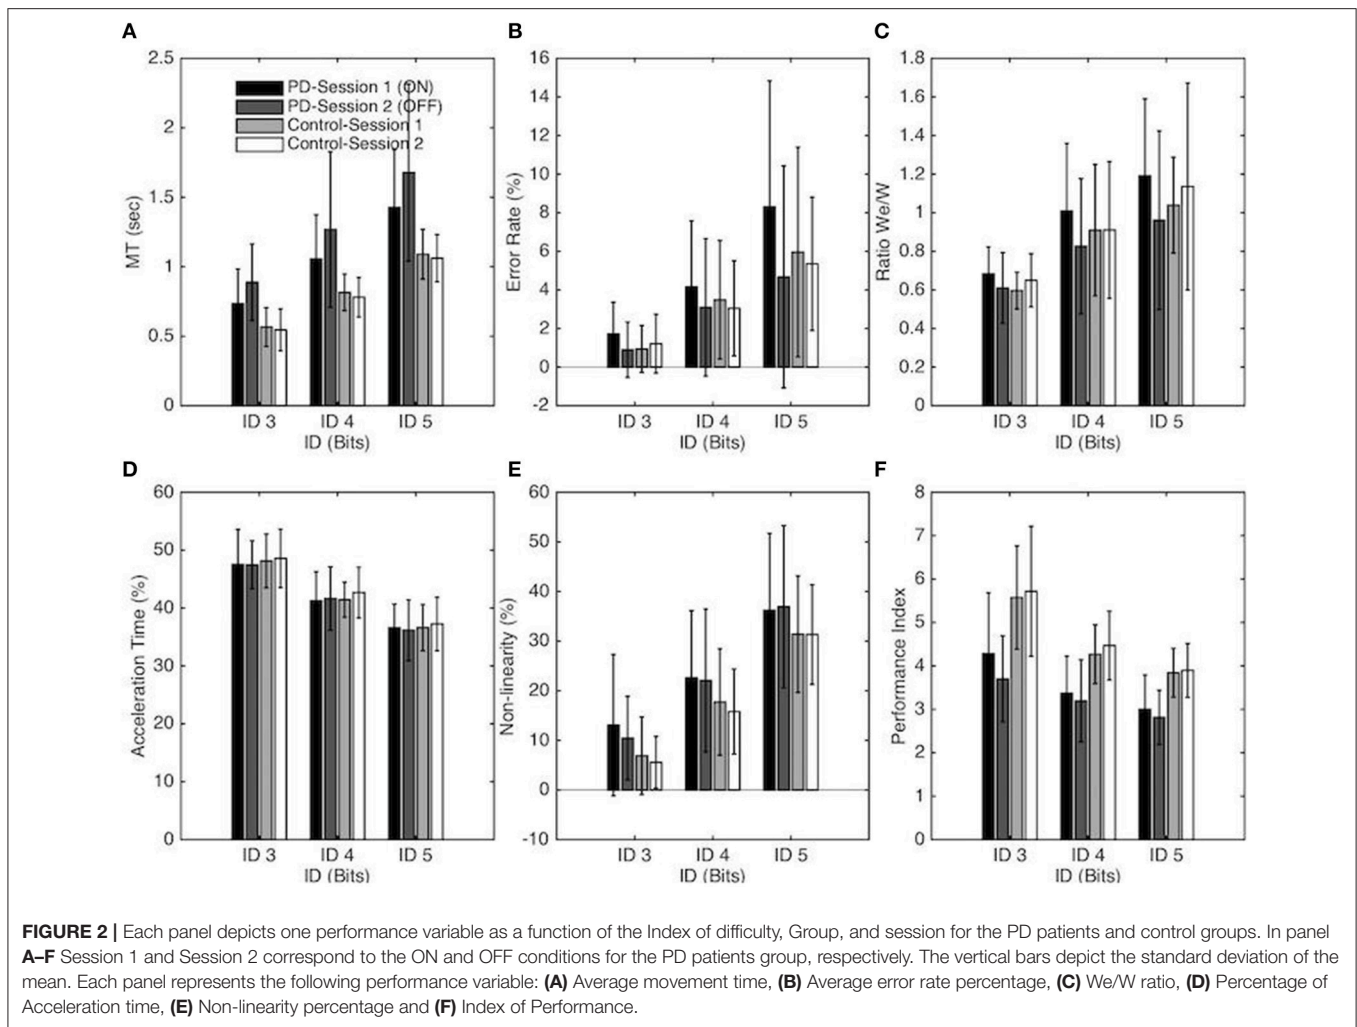 A
B
C
2.5
2
1.5
1
0.5
0
MT (sec)
PD-Session 1 (ON)
PD-Session 2 (OFF)
Control-Session 1
Control-Session 2
ID 3
ID 4
ID 5
ID (Bits)
16
14
12
10
8
6
4
2
0
-2
Error Rate (%)
ID 3
ID 4
ID 5
ID (Bits)
1.8
1.6
1.4
1.2
1
0.8
0.6
0.4
0.2
0
Ratio We/W
ID 3
ID 4
ID 5
ID (Bits)
D
E
F
60
50
40
30
20
10
0
Acceleration Time (%)
ID 3
ID 4
ID 5
ID (Bits)
60
50
40
30
20
10
0
-10
Non-linearity (%)
ID 3
ID 4
ID 5
ID (Bits)
8
7
6
5
4
3
2
1
0
Performance Index
ID 3
ID 4
ID 5
ID (Bits)
FIGURE 2 | Each panel depicts one performance variable as a function of the Index of difficulty, Group, and session for the PD patients and control groups. In panel
A–F Session 1 and Session 2 correspond to the ON and OFF conditions for the PD patients group, respectively. The vertical bars depict the standard deviation of the
mean. Each panel represents the following performance variable: (A) Average movement time, (B) Average error rate percentage, (C) We/W ratio, (D) Percentage of
Acceleration time, (E) Non-linearity percentage and (F) Index of Performance.